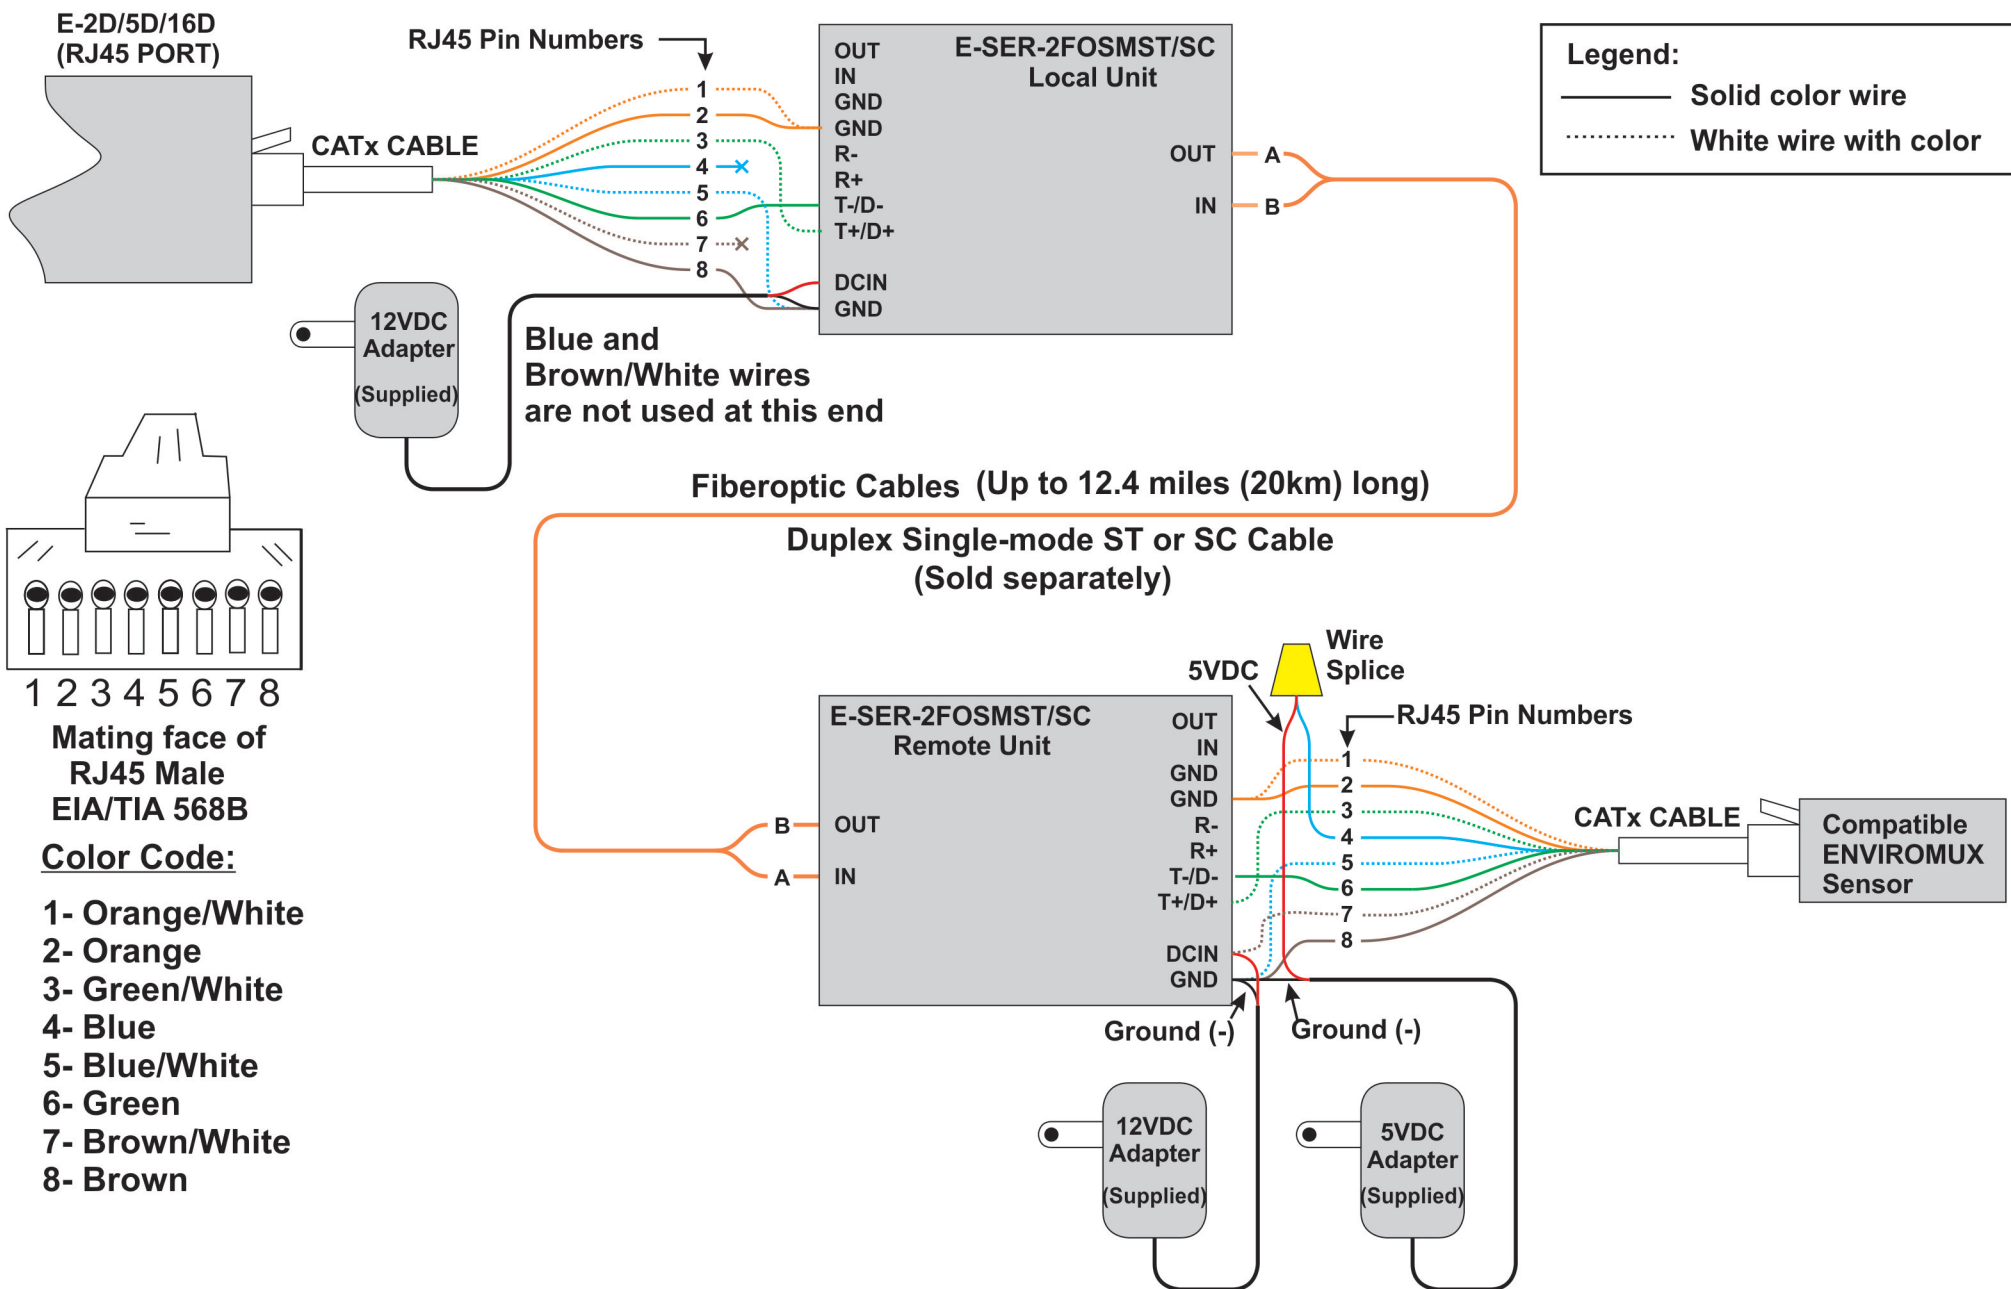 E-2D/5D/16D
(RJ45 PORT)
CATx CABLE
RJ45 Pin Numbers
1
2
3
4
5
6
7
8
OUT
IN
GND
GND
R-
R+
T-/D-
T+/D+
DCIN
GND
E-SER-2FOSMST/SC
Local Unit
OUT
IN
A
B
Legend:
Solid color wire
White wire with color
12VDC
Adapter
(Supplied)
Blue and
Brown/White wires
are not used at this end
Fiberoptic Cables (Up to 12.4 miles (20km) long)
Duplex Single-mode ST or SC Cable
(Sold separately)
1 2 3 4 5 6 7 8
Mating face of
RJ45 Male
EIA/TIA 568B
Color Code:
1- Orange/White
2- Orange
3- Green/White
4- Blue
5- Blue/White
6- Green
7- Brown/White
8- Brown
B
A
E-SER-2FOSMST/SC
Remote Unit
OUT
IN
OUT
IN
GND
GND
R-
R+
T-/D-
T+/D+
DCIN
GND
5VDC
Wire
Splice
RJ45 Pin Numbers
1
2
3
4
5
6
7
8
CATx CABLE
Compatible
ENVIROMUX
Sensor
Ground (-)
Ground (-)
12VDC
Adapter
(Supplied)
5VDC
Adapter
(Supplied)